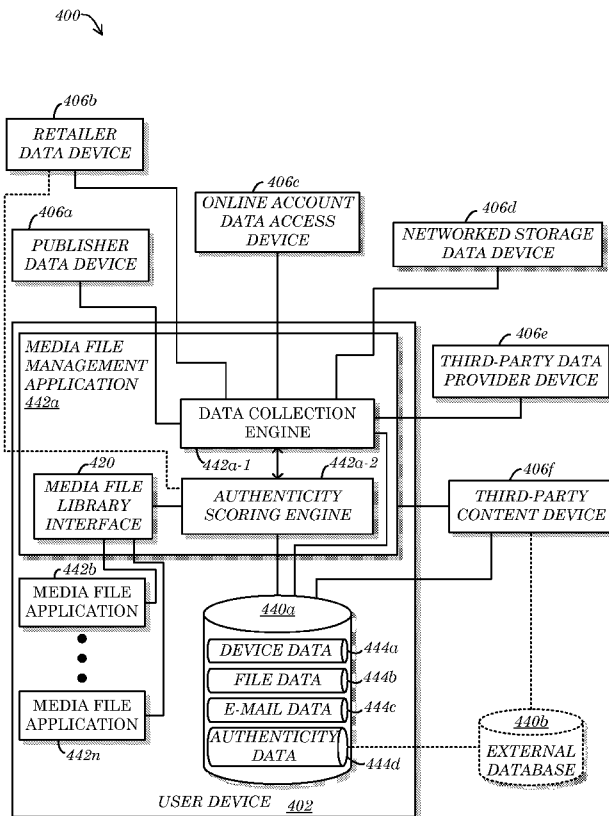 400
406b
RETAILER
DATA DEVICE
406c
ONLINE ACCOUNT
DATA ACCESS
DEVICE
406a
PUBLISHER
DATA DEVICE
406d
NETWORKED STORAGE
DATA DEVICE
MEDIA FILE
MANAGEMENT
APPLICATION
442a
406e
THIRD-PARTY DATA
PROVIDER DEVICE
DATA COLLECTION
ENGINE
442a-1
442a-2
420
MEDIA FILE
LIBRARY
INTERFACE
AUTHENTICITY
SCORING ENGINE
406f
THIRD-PARTY
CONTENT DEVICE
442b
MEDIA FILE
APPLICATION
440a
DEVICE DATA
444a
FILE DATA
444b
E-MAIL DATA
444c
AUTHENTICITY
DATA
444d
MEDIA FILE
APPLICATION
442n
440b
EXTERNAL
DATABASE
USER DEVICE 402